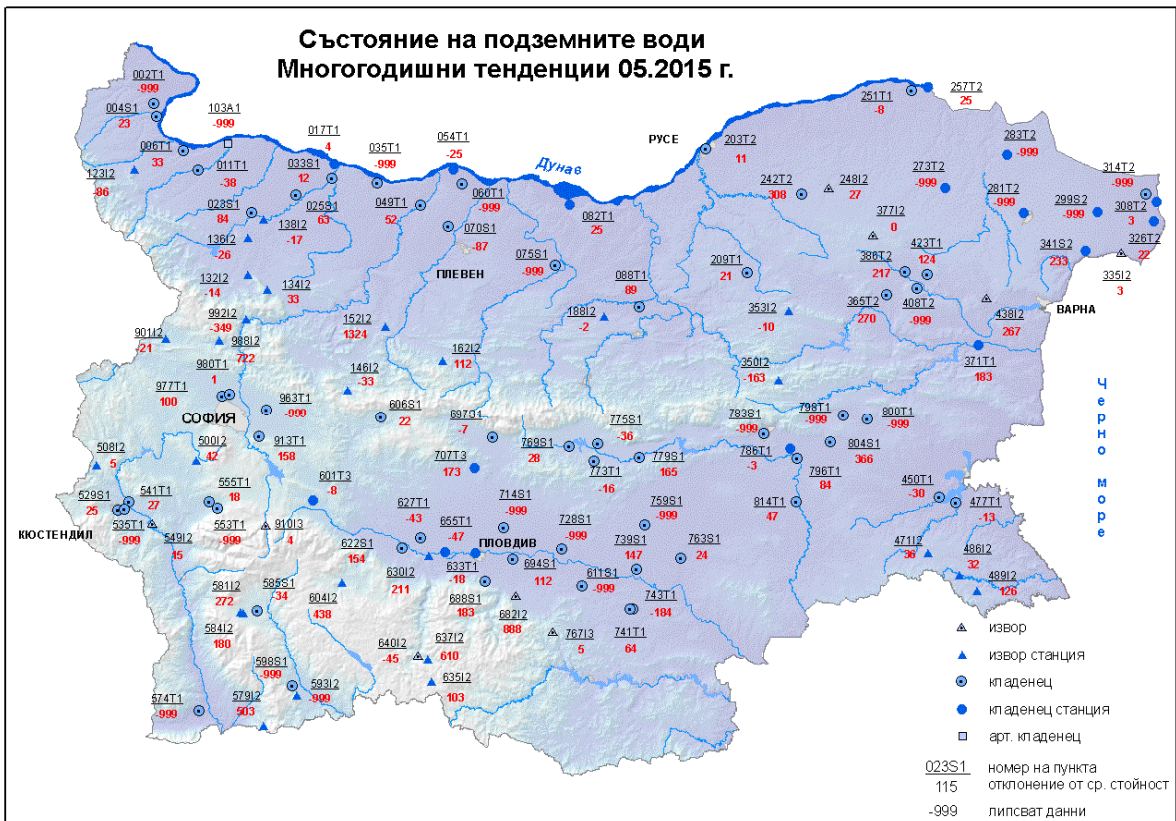 Състояние на подземните води
Многогодишни тенденции 05.2015 г.
002T1
-999
004S1
23
103A1
-999
006T1
33
011T1
-38
123I2
-86
017T1
4
033S1
12
035T1
-999
054T1
-25
Дунав
РУСЕ
203T2
11
251T1
-8
257T2
25
283T2
-999
314T2
-999
308T2
3
326T2
22
335I2
3
242T2
308
248I2
27
273T2
-999
281T2
-999
299S2
-999
377I2
0
341S2
233
028S1
84
025S1
63
138I2
-17
049T1
52
060T1
-999
070S1
-87
082T1
25
136I2
-26
132I2
-14
134I2
33
ПЛЕВЕН
075S1
-999
088T1
89
209T1
21
386T2
217
423T1
124
365T2
270
408T2
-999
438I2
267
ВАРНА
992I2
-349
988I2
722
901I2
21
152I2
1324
188I2
-2
353I2
-10
162I2
112
146I2
-33
350I2
-163
371T1
183
980T1
1
977T1
100
СОФИЯ
963T1
-999
606S1
22
697S1
-7
775S1
-36
783S1
-999
798T1
-999
800T1
-999
Черно море
508I2
5
500I2
42
913T1
158
769S1
28
773T1
-16
779S1
165
786T1
-3
804S1
366
796T1
84
707T3
173
601T3
-8
529S1
25
541T1
27
555T1
18
КЮСТЕНДИЛ
535T1
-999
549I2
15
553T1
-999
910I3
4
627T1
-43
655T1
-47
714S1
-999
728S1
-999
759S1
-999
814T1
47
450T1
-30
477T1
-13
622S1
154
ПЛОВДИВ
739S1
147
763S1
24
471I2
36
486I2
32
489I2
126
630I2
211
633T1
-18
694S1
112
611S1
-999
581I2
272
585S1
34
604I2
438
688S1
183
682I2
888
743T1
-184
741T1
64
584I2
180
640I2
-45
637I2
610
767I3
5
598S1
-999
593I2
-999
635I2
103
574T1
-999
579I2
503
извор
извор станция
кладенец
кладенец станция
арт. кладенец
023S1 номер на пункта
115 отклонение от ср. стойност
-999 липсват данни